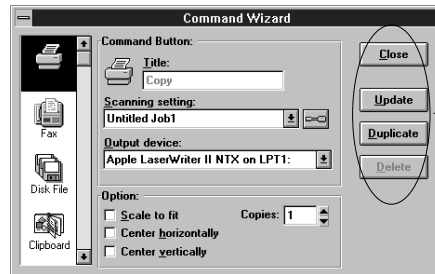 Command Wizard
Command Button:
Title:
Copy
Scanning setting:
Untitled Job1
Output device:
Apple LaserWriter II NTX on LPT1:
Option:
Scale to fit
Copies: 1
Center horizontally
Center vertically
Fax
Disk File
Clipboard
Close
Update
Duplicate
Delete